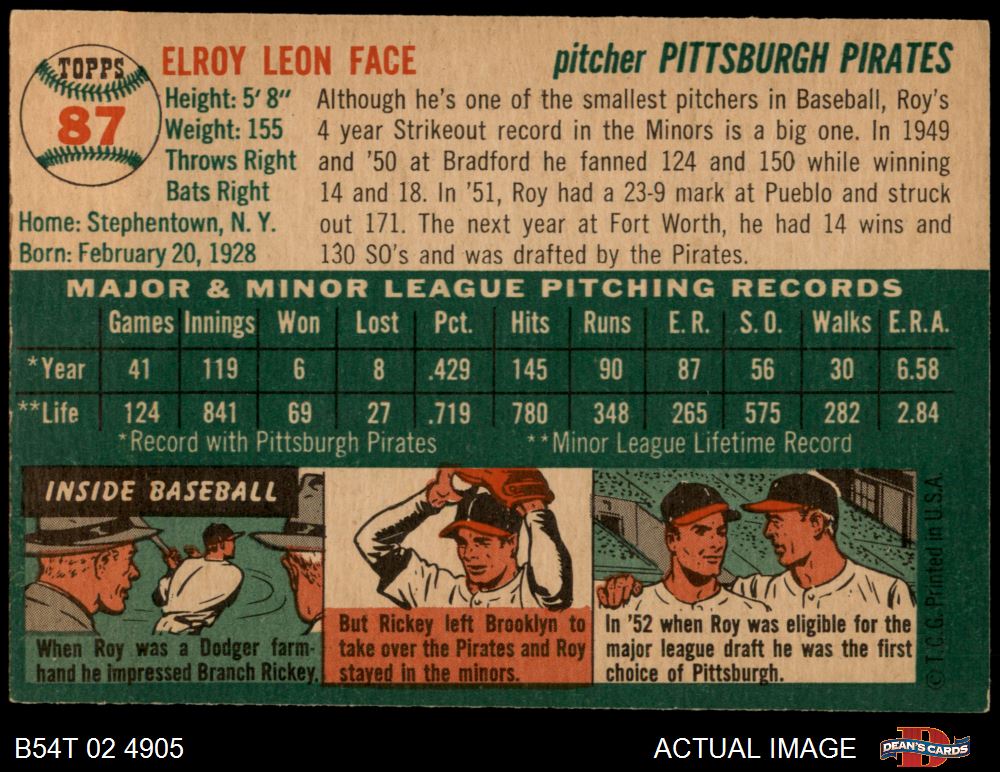 TOPPS
87
ELROY LEON FACE
pitcher PITTSBURGH PIRATES
Height: 5' 8"
Weight: 155
Throws Right
Bats Right
Home: Stephentown, N. Y.
Born: February 20, 1928
Although he's one of the smallest pitchers in Baseball, Roy's
4 year Strikeout record in the Minors is a big one. In 1949
and '50 at Bradford he fanned 124 and 150 while winning
14 and 18. In '51, Roy had a 23-9 mark at Pueblo and struck
out 171. The next year at Fort Worth, he had 14 wins and
130 SO's and was drafted by the Pirates.
MAJOR & MINOR LEAGUE PITCHING RECORDS
Games Innings Won Lost Pct. Hits Runs E.R. S.O. Walks E.R.A.
*Year 41 119 6 8 .429 145 90 87 56 30 6.58
**Life 124 841 69 27 .719 780 348 265 575 282 2.84
*Record with Pittsburgh Pirates **Minor League Lifetime Record
INSIDE BASEBALL
When Roy was a Dodger farm-
hand he impressed Branch Rickey.
But Rickey left Brooklyn to
take over the Pirates and Roy
stayed in the minors.
In '52 when Roy was eligible for the
major league draft he was the first
choice of Pittsburgh.
© T.C.G. Printed in U.S.A.
B54T 02 4905
ACTUAL IMAGE
D
DEAN'S CARDS